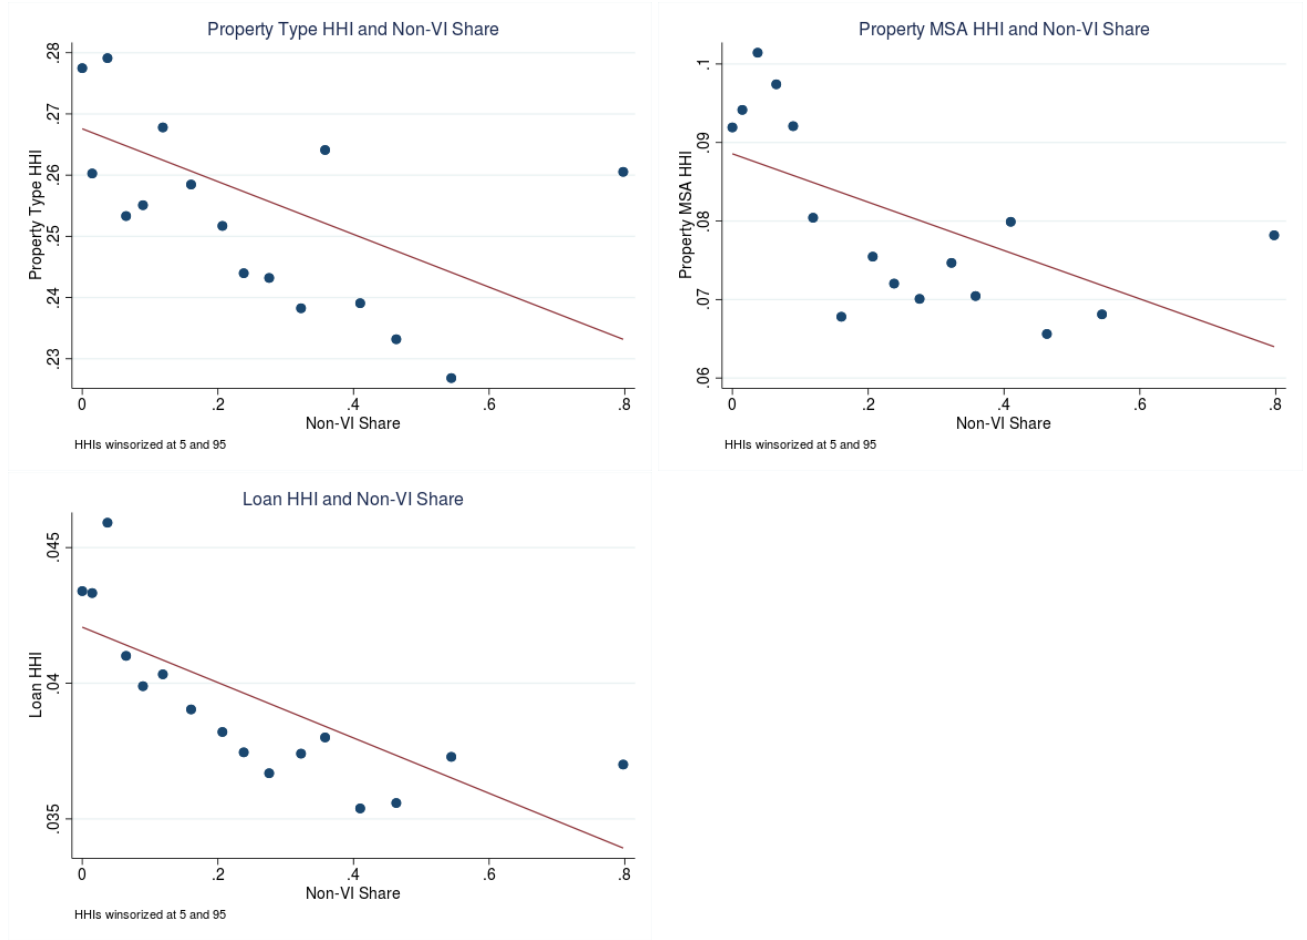 Property Type HHI and Non-VI Share
Property Type HHI
.28
.27
.26
.25
.24
.23
0 .2 .4 .6 .8
Non-VI Share
HHIs winsorized at 5 and 95
Property MSA HHI and Non-VI Share
Property MSA HHI
.1
.09
.08
.07
.06
0 .2 .4 .6 .8
Non-VI Share
HHIs winsorized at 5 and 95
Loan HHI and Non-VI Share
Loan HHI
.045
.04
.035
0 .2 .4 .6 .8
Non-VI Share
HHIs winsorized at 5 and 95